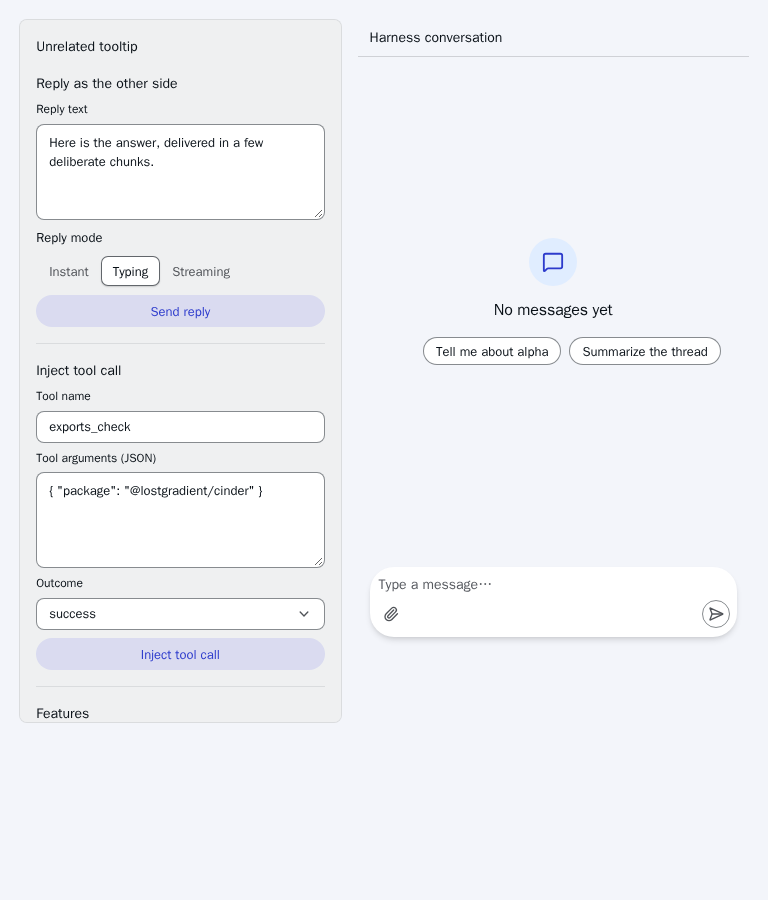 Unrelated tooltip
Reply as the other side
Reply text
Here is the answer, delivered in a few
deliberate chunks.
Reply mode
Instant
Typing
Streaming
Send reply
Inject tool call
Tool name
exports_check
Tool arguments (JSON)
{ "package": "@lostgradient/cinder" }
Outcome
success
Inject tool call
Features
Harness conversation
No messages yet
Tell me about alpha
Summarize the thread
Type a message⋯